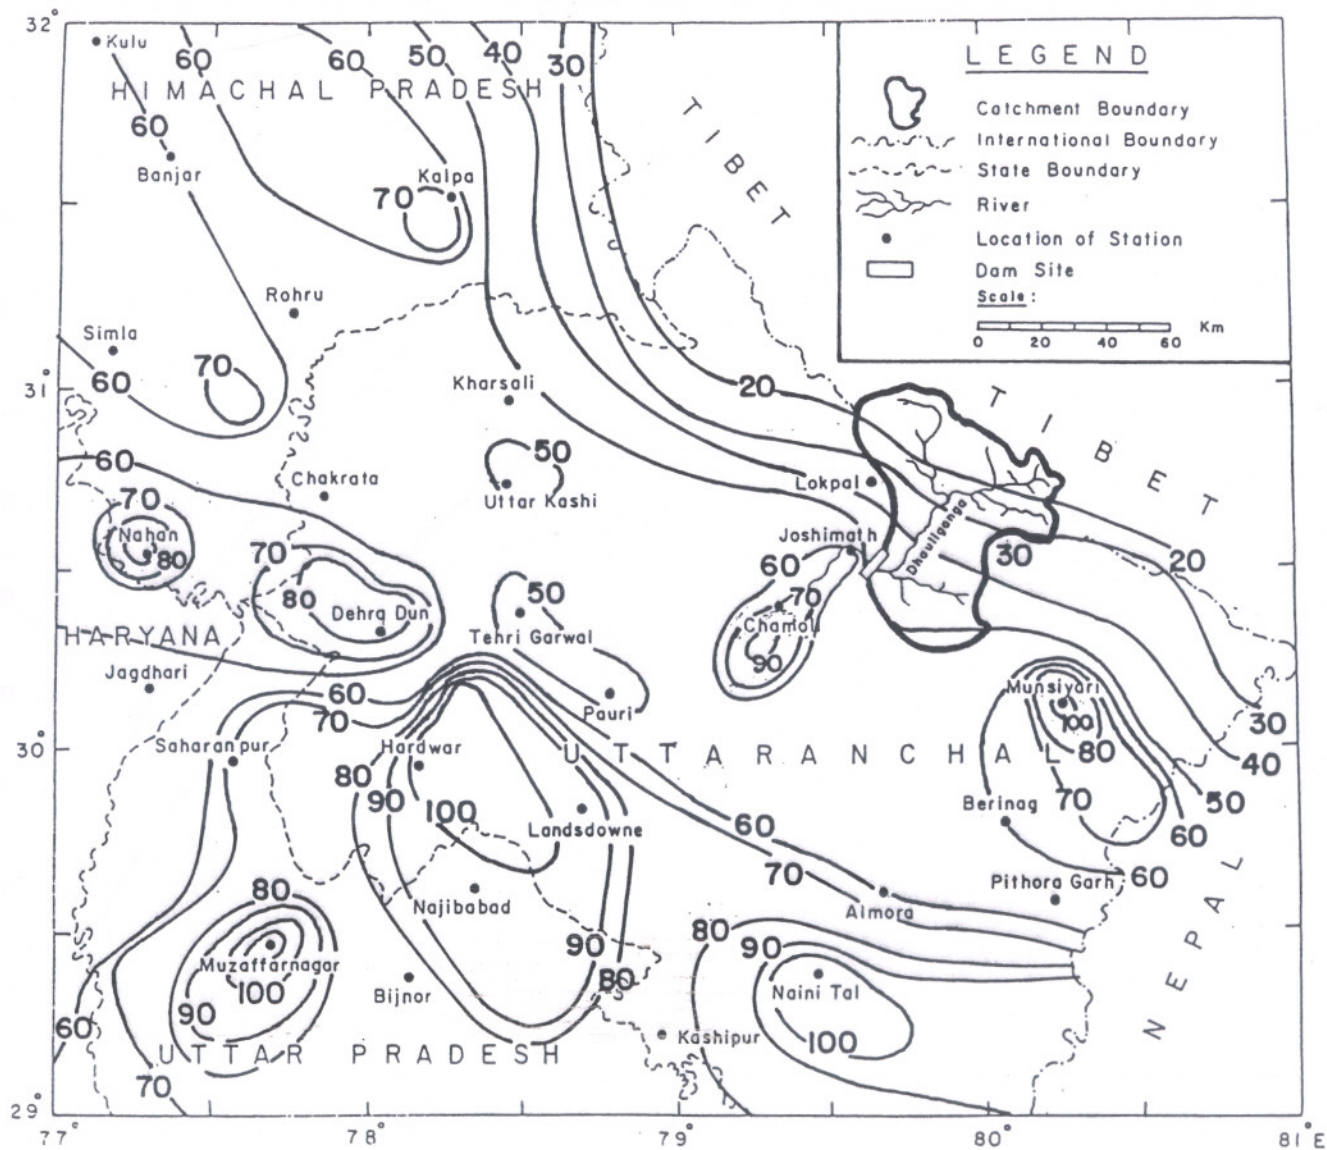 32°
Kulu
60
60
50
40
30
HIMACHAL PRADESH
60
Banjar
Kalpa
70
TIBET
LEGEND
Catchment Boundary
International Boundary
State Boundary
River
Location of Station
Dam Site
Scale:
0 20 40 60 Km
Rohru
Simla
60
70
31°
Kharsali
20
TIBET
60
50
Uttar Kashi
Chakrata
Lokpal
70
Nahan
80
Joshimath
Dhauliganga
30
20
70
80
Dehra Dun
50
Tehri Garwal
60
70
Chamoli
90
HARYANA
Jagdhari
60
70
Pauri
Munsiyari
100
80
30
Saharanpur
30°
Hardwar
UTTARANCHAL
40
80
90
100
Landsdowne
60
Berinag
70
50
60
70
Pithora Garh
60
Almora
80
Najibabad
80
90
Muzaffarnagar
100
90
Bijnor
90
80
Naini Tal
100
Kashipur
NEPAL
60
UTTAR PRADESH
70
29°
77° 78° 79° 80° 81°E